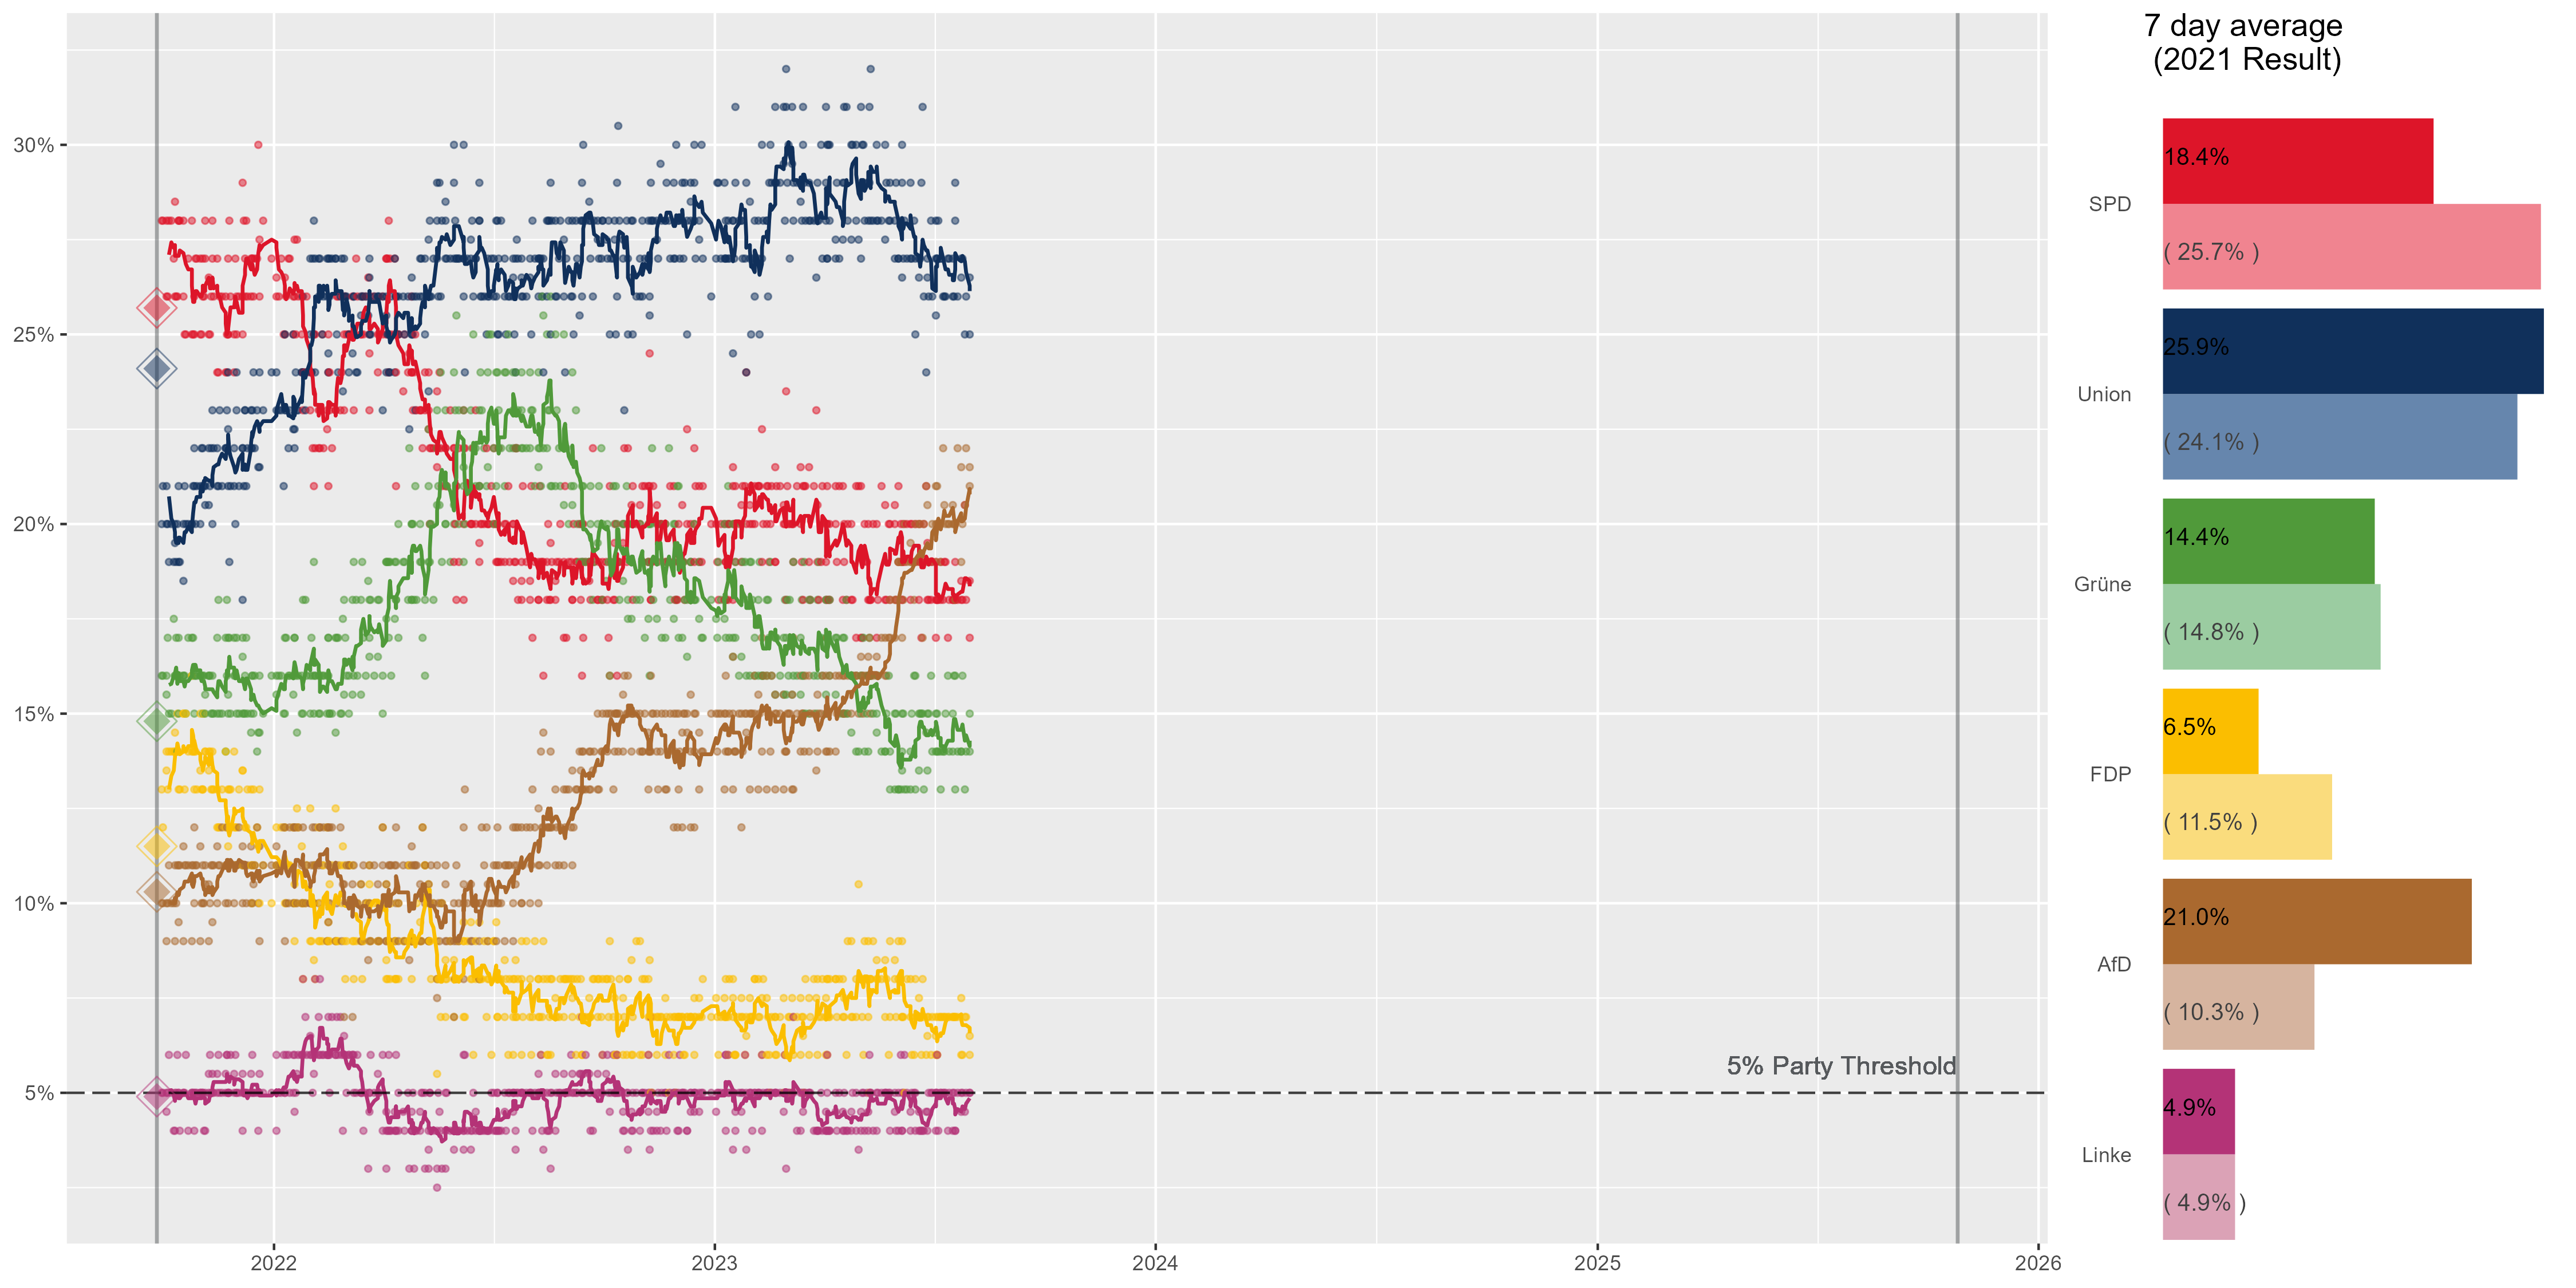 7 day average
(2021 Result)
30%
25%
20%
15%
10%
5%
5% Party Threshold
2022
2023
2024
2025
2026
SPD
18.4%
( 25.7% )
Union
25.9%
( 24.1% )
Grüne
14.4%
( 14.8% )
FDP
6.5%
( 11.5% )
AfD
21.0%
( 10.3% )
Linke
4.9%
( 4.9% )